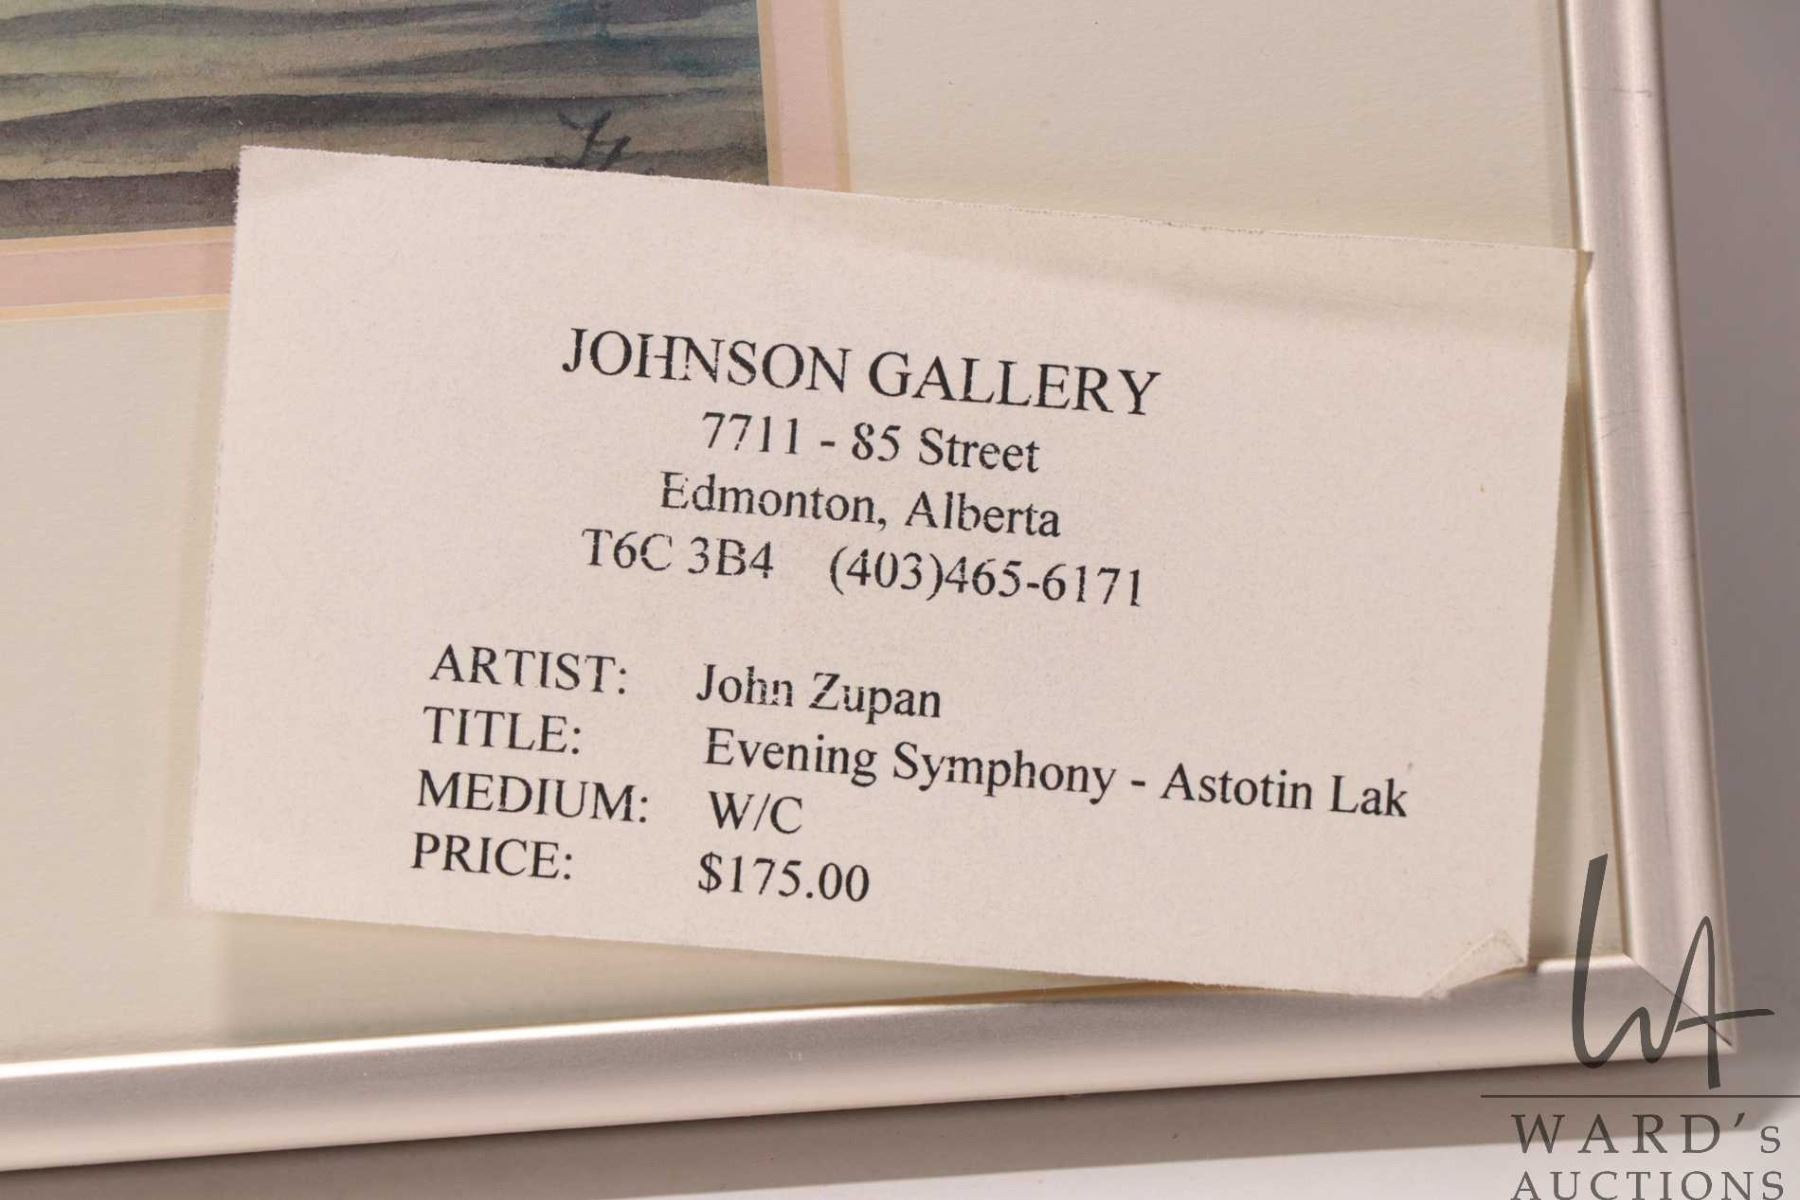 JOHNSON GALLERY
7711 - 85 Street
Edmonton, Alberta
T6C 3B4 (403)465-6171
ARTIST: John Zupan
TITLE: Evening Symphony - Astotin Lak
MEDIUM: W/C
PRICE: $175.00
WA
WARD's
AUCTIONS